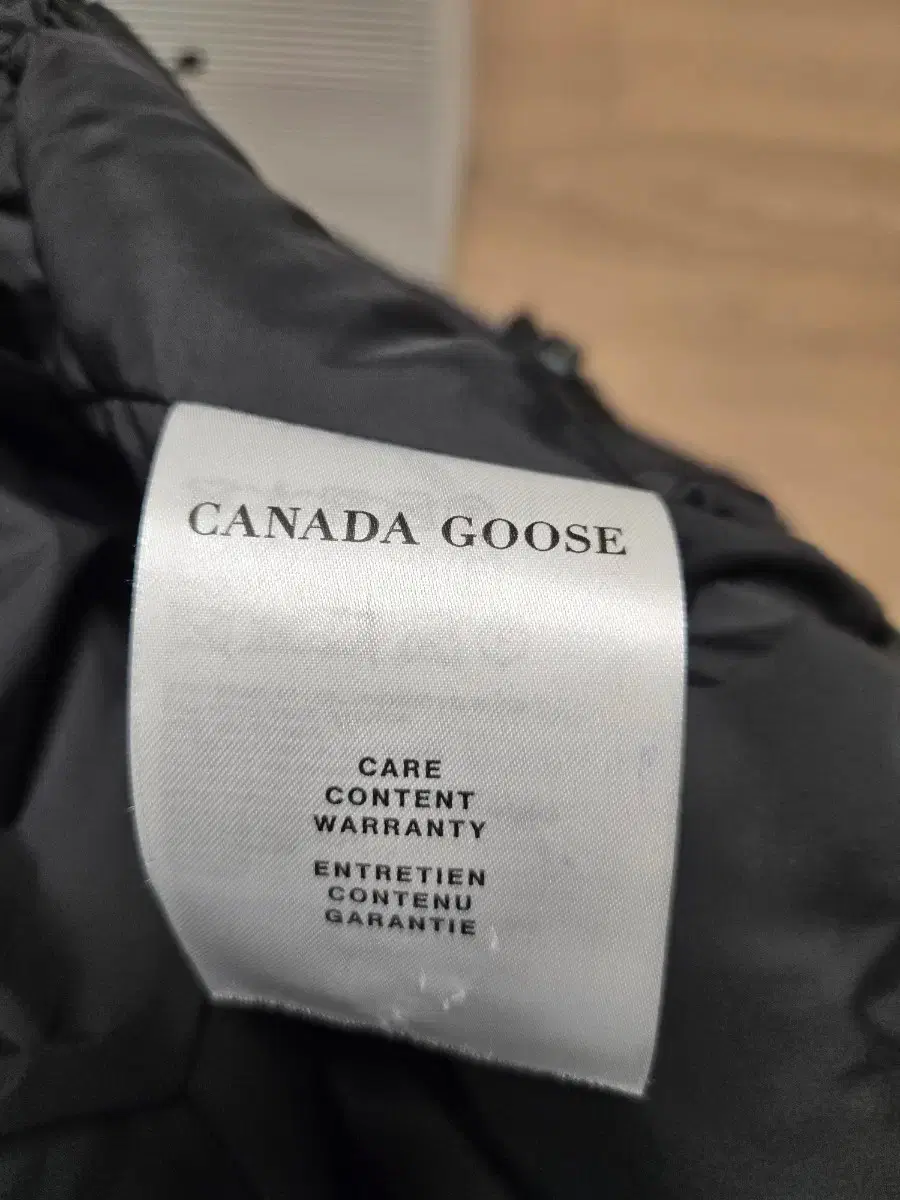 CANADA GOOSE
CARE
CONTENT
WARRANTY
ENTRETIEN
CONTENU
GARANTIE